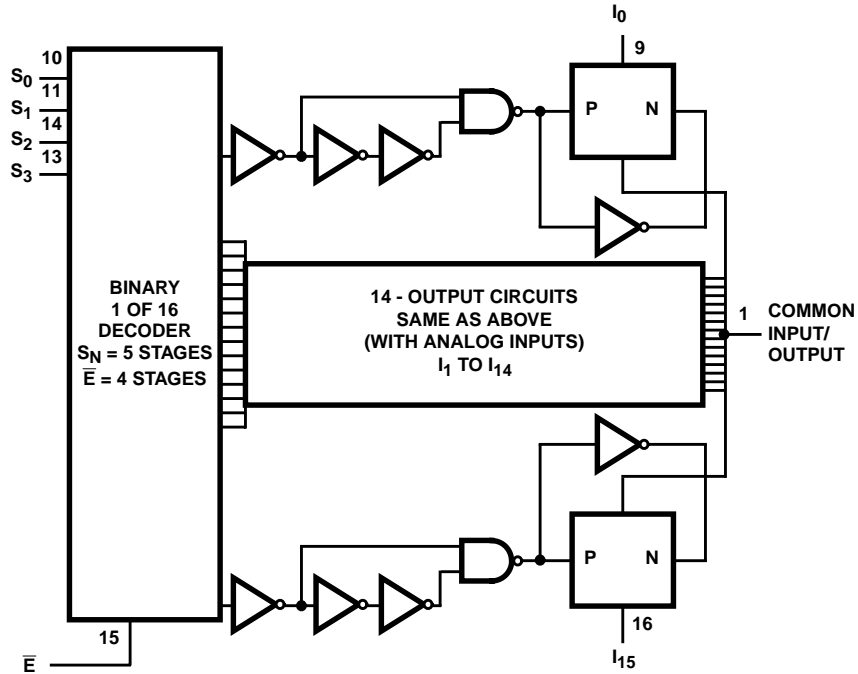 I0
9
10
S0
11
S1
14
S2
13
S3
P N
BINARY
1 OF 16
DECODER
SN = 5 STAGES
E̅ = 4 STAGES
14 - OUTPUT CIRCUITS
SAME AS ABOVE
(WITH ANALOG INPUTS)
I1 TO I14
1
COMMON
INPUT/
OUTPUT
P N
15
E̅
16
I15